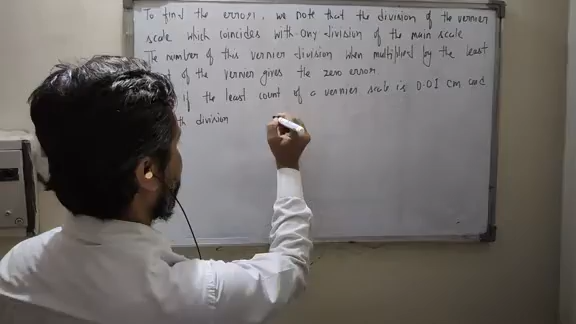 To find the error, we note that the division of the vernier
scale which coincides with any division of the main scale
The number of this vernier division when multiplied by the least
of the vernier gives the zero error.
if the least count of a vernier scale is 0.01 cm and
th division